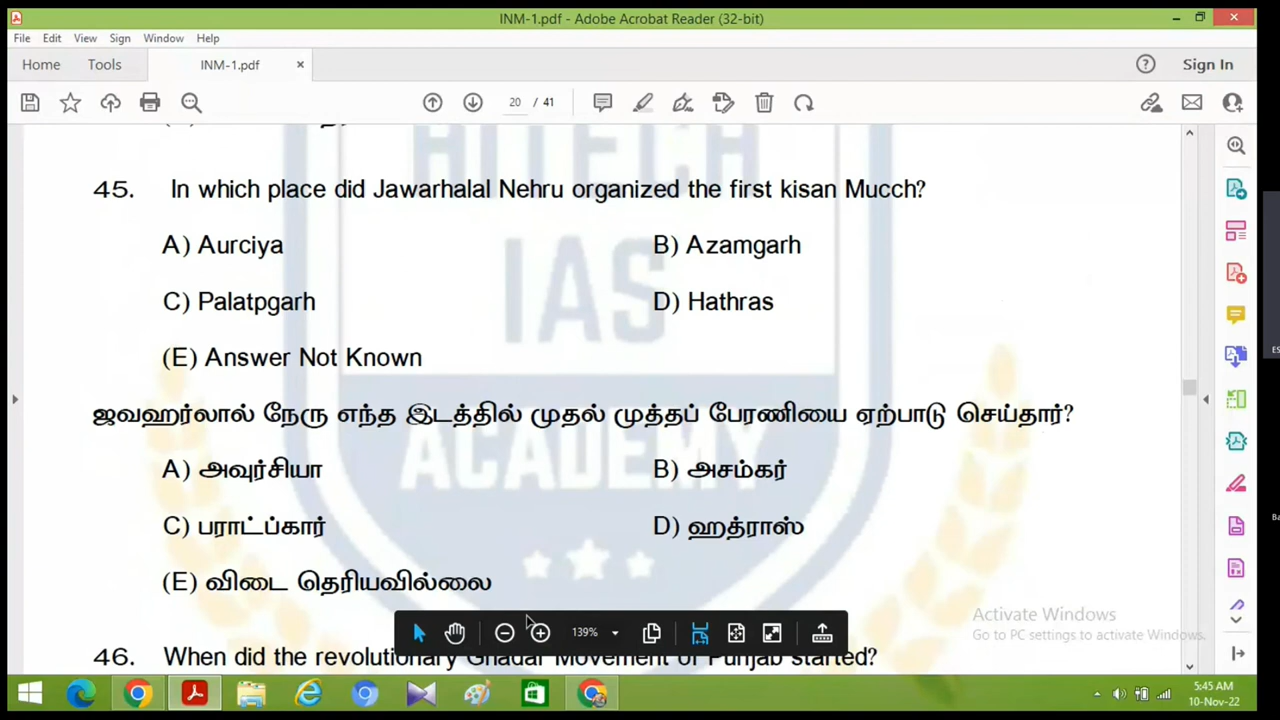 INM-1.pdf - Adobe Acrobat Reader (32-bit)
File Edit View Sign Window Help
Home Tools INM-1.pdf × Sign In
20 / 41
HITECH
IAS
ACADEMY
45. In which place did Jawarhalal Nehru organized the first kisan Mucch?
A) Aurciya B) Azamgarh
C) Palatpgarh D) Hathras
(E) Answer Not Known
ஜவஹர்லால் நேரு எந்த இடத்தில் முதல் முத்தப் பேரணியை ஏற்பாடு செய்தார்?
A) அவுர்சியா B) அசம்கர்
C) பராட்ப்கார் D) ஹத்ராஸ்
(E) விடை தெரியவில்லை
139%
Activate Windows
Go to PC settings to activate Windows.
46. When did the revolutionary Ghadar Movement of Punjab started?
5:45 AM
10-Nov-22